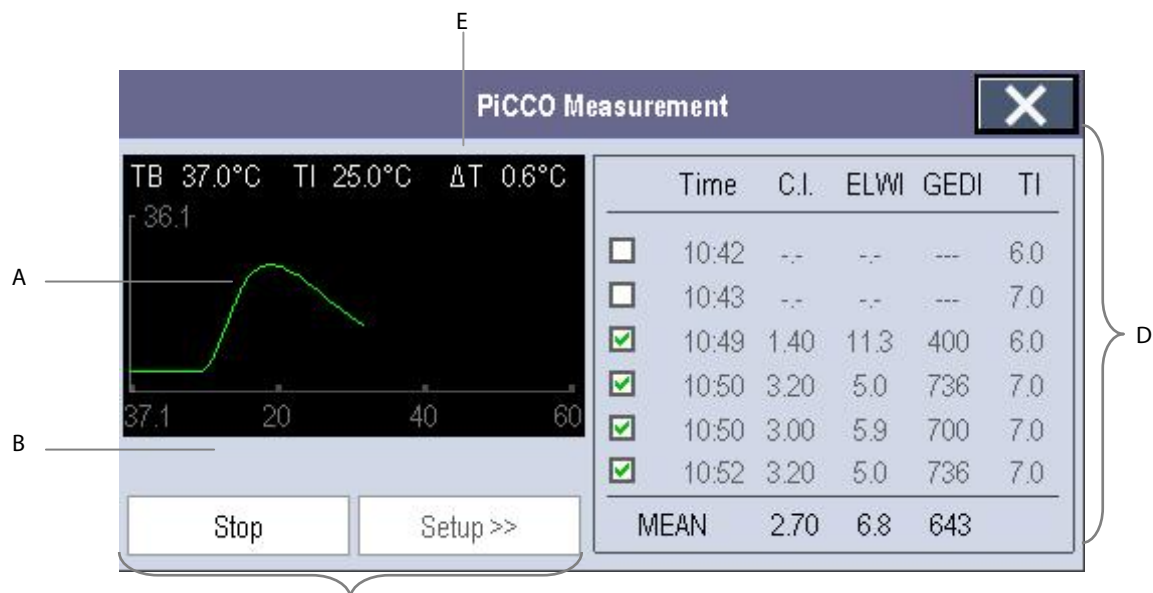 E
PiCCO Measurement
TB 37.0°C TI 25.0°C ΔT 0.6°C
36.1
37.1 20 40 60
A
B
Stop Setup >>
Time C.I. ELWI GEDI TI
10:42 -.- -.- --- 6.0
10:43 -.- -.- --- 7.0
10:49 1.40 11.3 400 6.0
10:50 3.20 5.0 736 7.0
10:50 3.00 5.9 700 7.0
10:52 3.20 5.0 736 7.0
MEAN 2.70 6.8 643
D